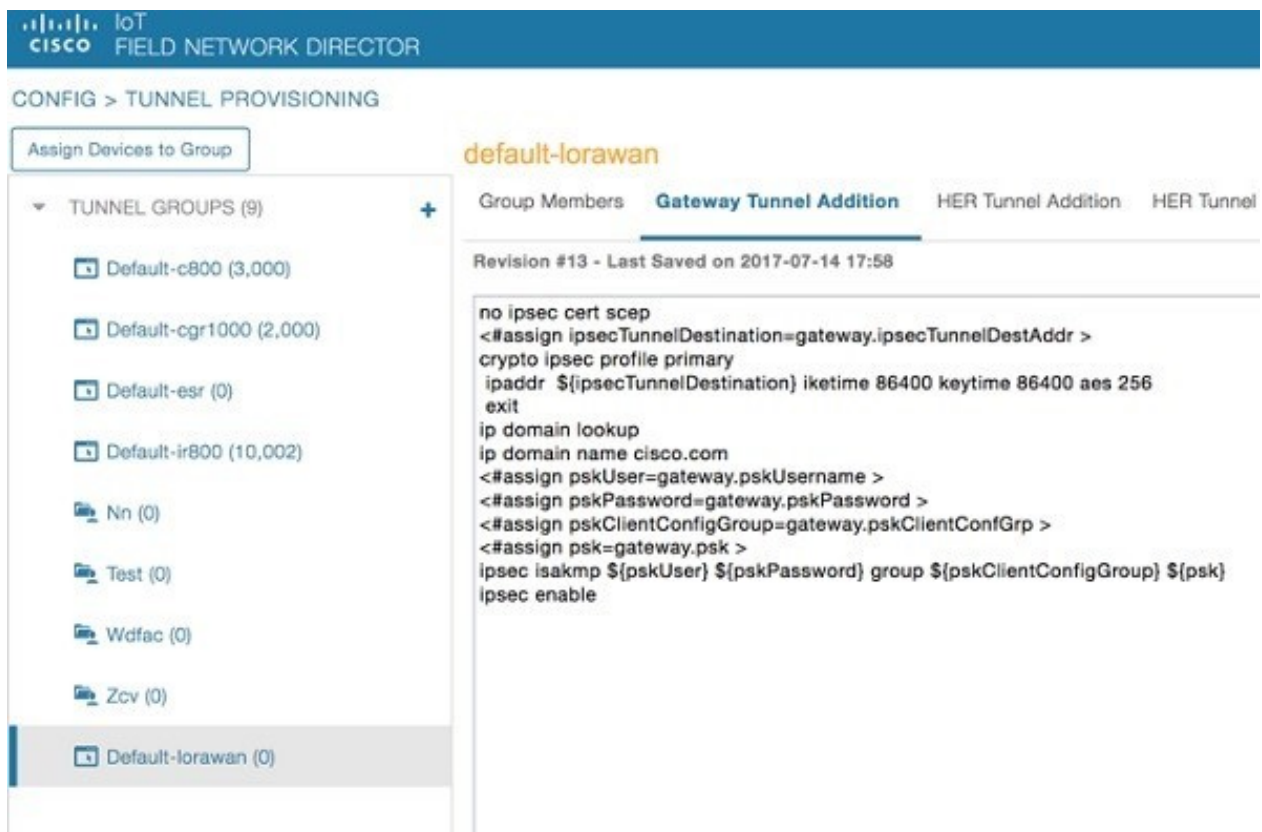 IoT
CISCO FIELD NETWORK DIRECTOR
CONFIG > TUNNEL PROVISIONING
Assign Devices to Group
TUNNEL GROUPS (9)
+
Default-c800 (3,000)
Default-cgr1000 (2,000)
Default-esr (0)
Default-ir800 (10,002)
Nn (0)
Test (0)
Wdfac (0)
Zcv (0)
Default-lorawan (0)
default-lorawan
Group Members Gateway Tunnel Addition HER Tunnel Addition HER Tunnel
Revision #13 - Last Saved on 2017-07-14 17:58
no ipsec cert scep
<#assign ipsecTunnelDestination=gateway.ipsecTunnelDestAddr >
crypto ipsec profile primary
ipaddr ${ipsecTunnelDestination} iketime 86400 keytime 86400 aes 256
exit
ip domain lookup
ip domain name cisco.com
<#assign pskUser=gateway.pskUsername >
<#assign pskPassword=gateway.pskPassword >
<#assign pskClientConfigGroup=gateway.pskClientConfGrp >
<#assign psk=gateway.psk >
ipsec isakmp ${pskUser} ${pskPassword} group ${pskClientConfigGroup} ${psk}
ipsec enable